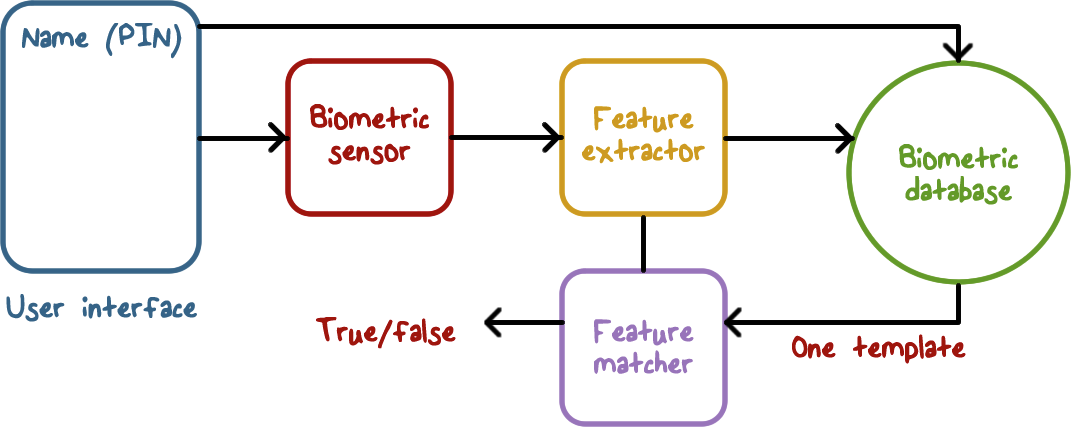 Name (PIN)
Biometric
sensor
Feature
extractor
Biometric
database
User interface
True/false
Feature
matcher
One template